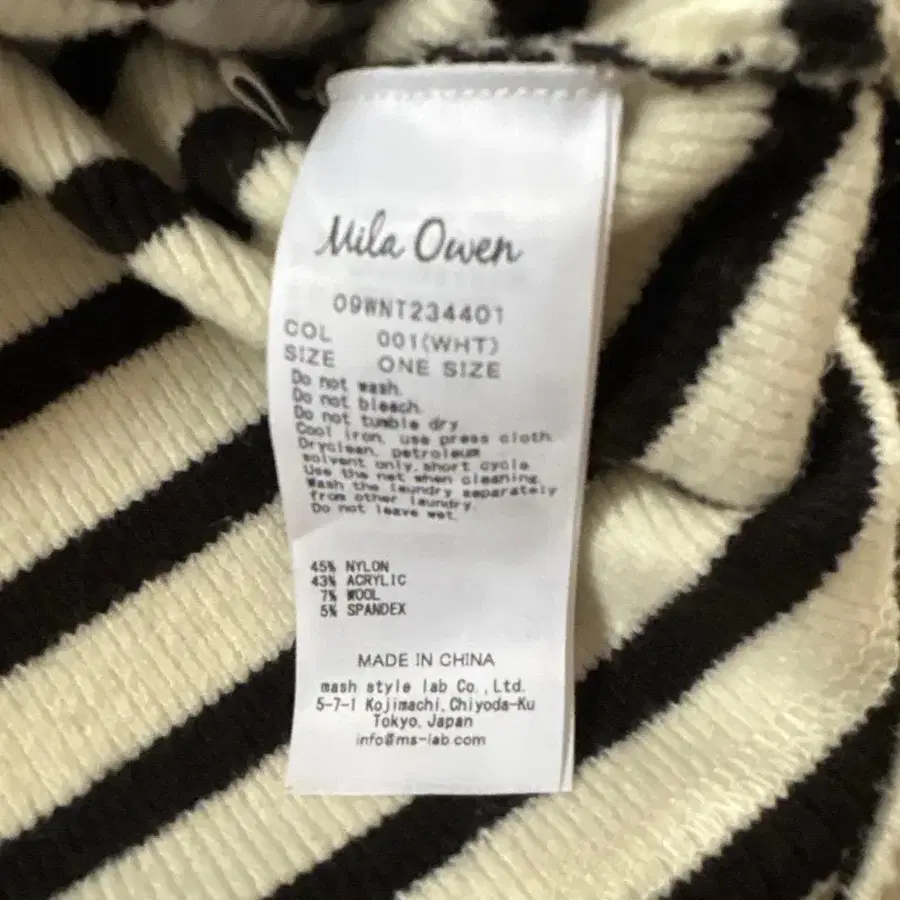 Mila Owen
09WNT234401
COL 001(WHT)
SIZE ONE SIZE
Do not wash.
Do not bleach.
Do not tumble dry
Cool iron, use press cloth.
Dryclean, petroleum
solvent only, short cycle
Use the net when cleaning.
Wash the laundry separately
from other laundry.
Do not leave wet.
45% NYLON
43% ACRYLIC
7% WOOL
5% SPANDEX
MADE IN CHINA
mash style lab Co.,Ltd.
5-7-1 Kojimachi,Chiyoda-Ku
Tokyo,Japan
info@ms-lab.com